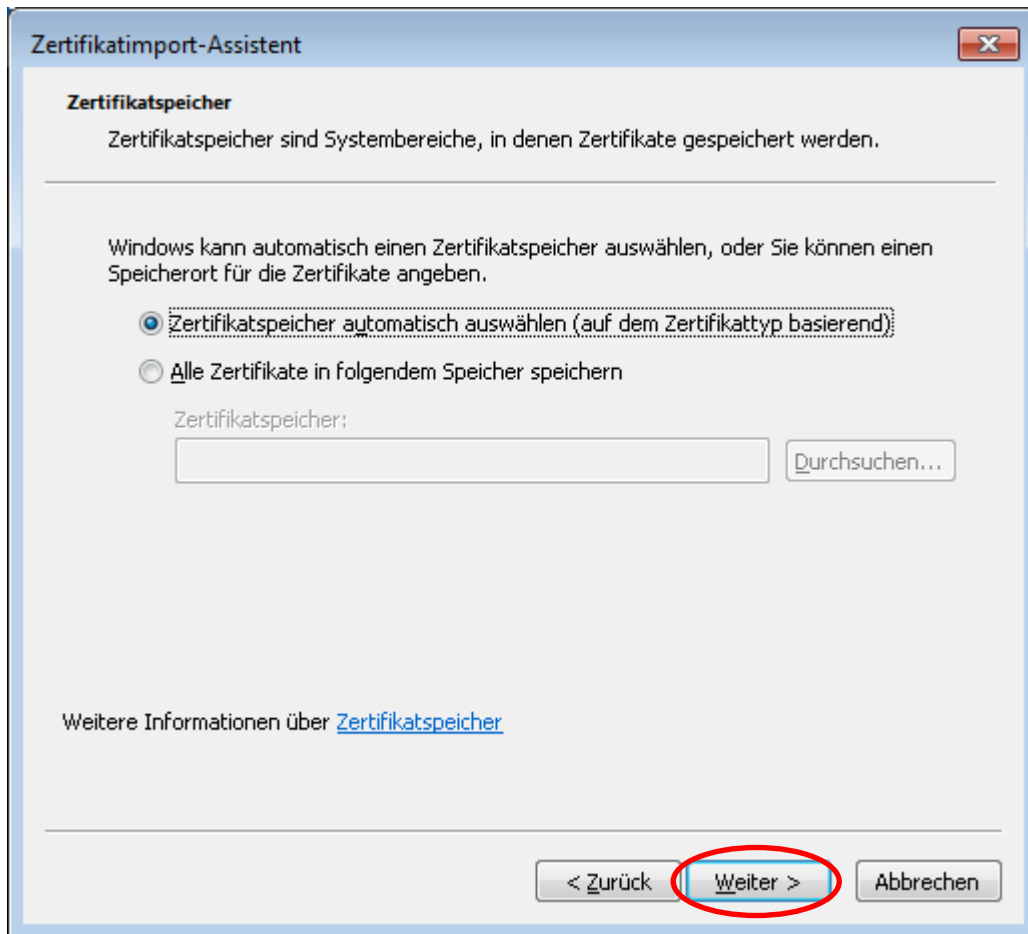 Zertifikatimport-Assistent
Zertifikatspeicher
Zertifikatspeicher sind Systembereiche, in denen Zertifikate gespeichert werden.
Windows kann automatisch einen Zertifikatspeicher auswählen, oder Sie können einen
Speicherort für die Zertifikate angeben.
Zertifikatspeicher automatisch auswählen (auf dem Zertifikattyp basierend)
Alle Zertifikate in folgendem Speicher speichern
Zertifikatspeicher:
Durchsuchen...
Weitere Informationen über Zertifikatspeicher
< Zurück Weiter > Abbrechen